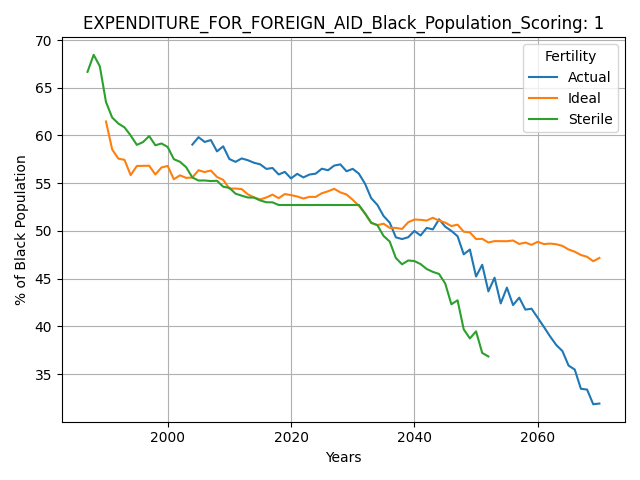 EXPENDITURE_FOR_FOREIGN_AID_Black_Population_Scoring: 1
70
65
60
55
50
45
40
35
% of Black Population
Fertility
Actual
Ideal
Sterile
2000
2020
2040
2060
Years